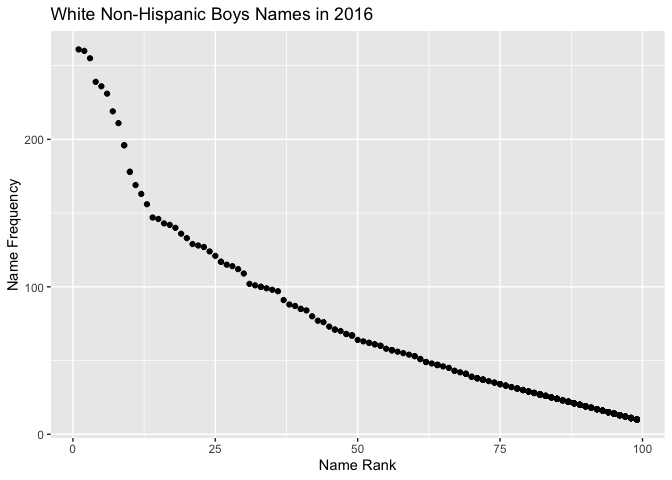 White Non-Hispanic Boys Names in 2016
Name Frequency
200
100
0
0 25 50 75 100
Name Rank